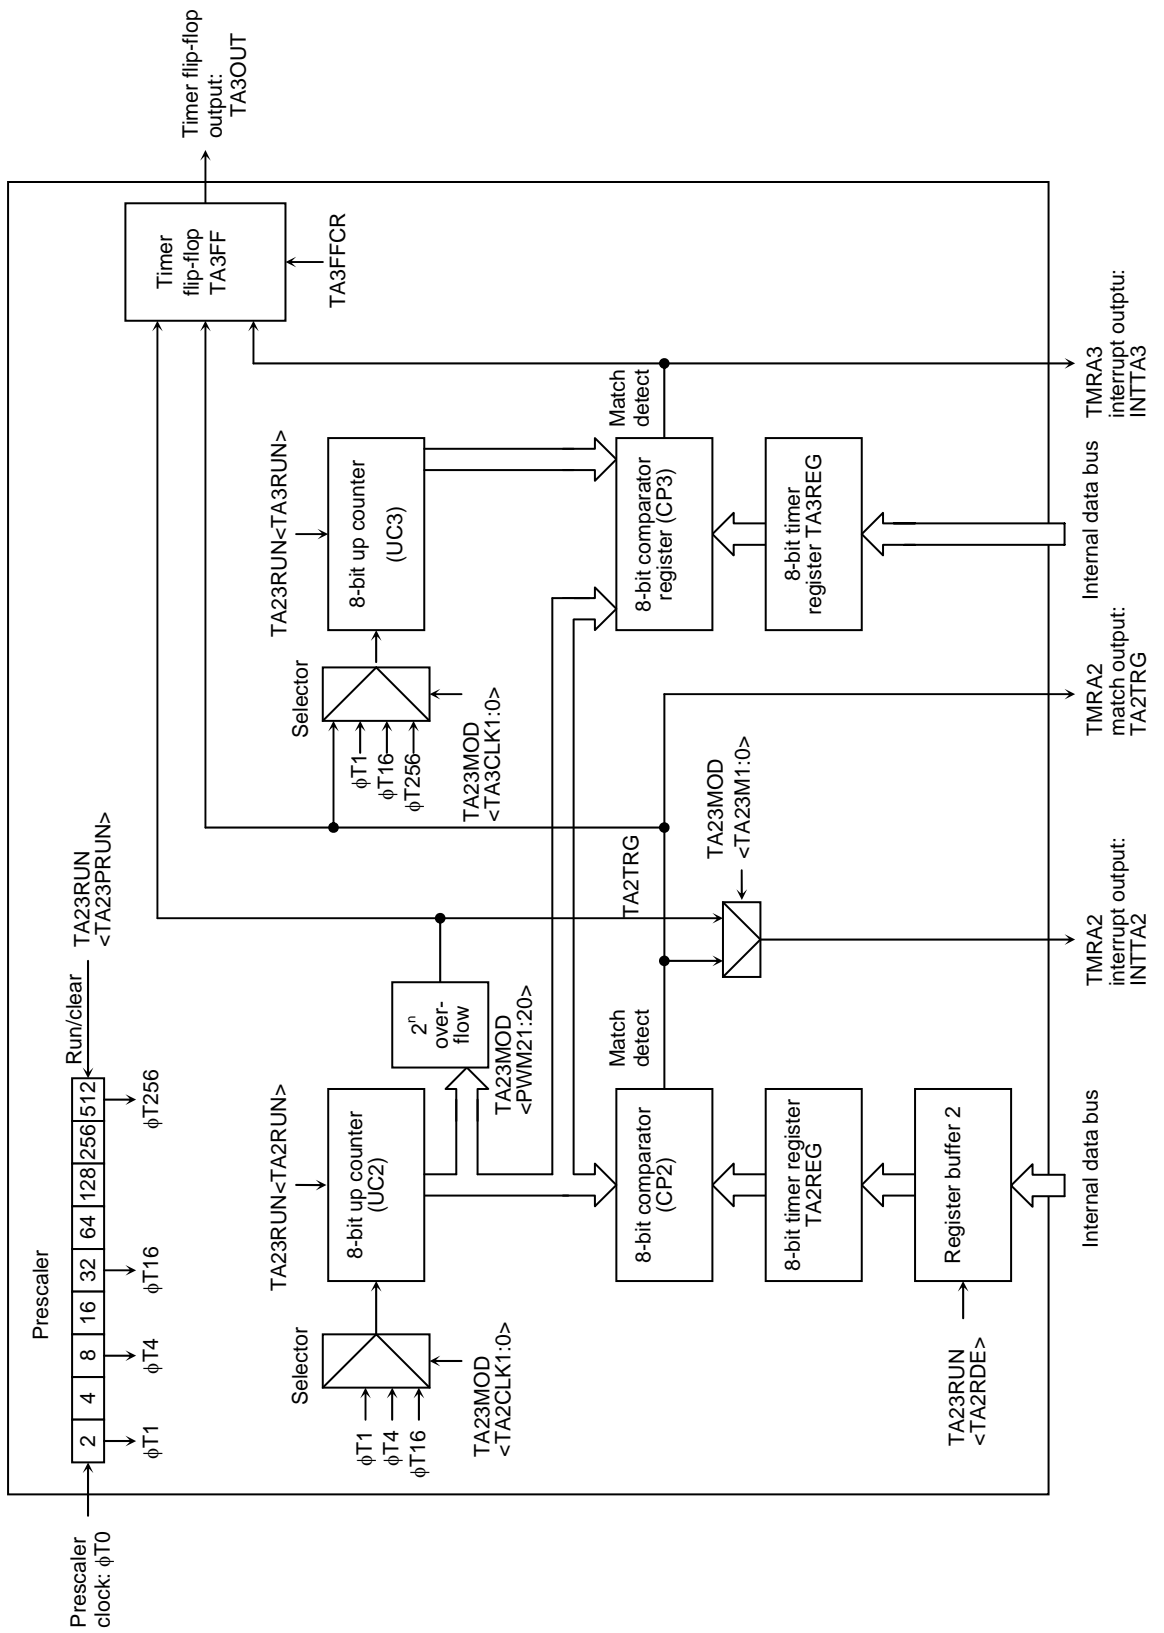 Prescaler
clock: ϕT0
Prescaler
2
4
8
16
32
64
128
256
512
Run/clear
TA23RUN
<TA23PRUN>
ϕT1
ϕT4
ϕT16
ϕT256
Timer flip-flop
output:
TA3OUT
Timer
flip-flop
TA3FF
TA3FFCR
Selector
ϕT1
ϕT4
ϕT16
TA23MOD
<TA2CLK1:0>
TA23RUN<TA2RUN>
8-bit up counter
(UC2)
2ⁿ
over-
flow
TA23MOD
<PWM21:20>
Selector
ϕT1
ϕT16
ϕT256
TA23MOD
<TA3CLK1:0>
TA23RUN<TA3RUN>
8-bit up counter
(UC3)
8-bit comparator
(CP2)
Match
detect
TA2TRG
8-bit comparator
register (CP3)
Match
detect
TA23MOD
<TA23M1:0>
8-bit timer register
TA2REG
8-bit timer
register TA3REG
TA23RUN
<TA2RDE>
Register buffer 2
Internal data bus
TMRA2
interrupt output:
INTTA2
TMRA2
match output:
TA2TRG
Internal data bus
TMRA3
interrupt outputu:
INTTA3